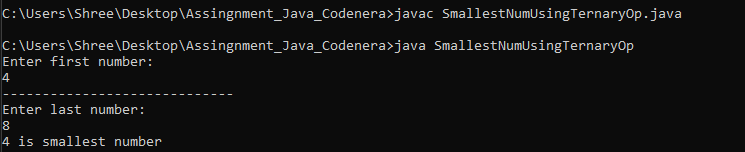 C:\Users\Shree\Desktop\Assingnment_Java_Codenera>javac SmallestNumUsingTernaryOp.java
C:\Users\Shree\Desktop\Assingnment_Java_Codenera>java SmallestNumUsingTernaryOp
Enter first number:
4
-----------------------------
Enter last number:
8
4 is smallest number